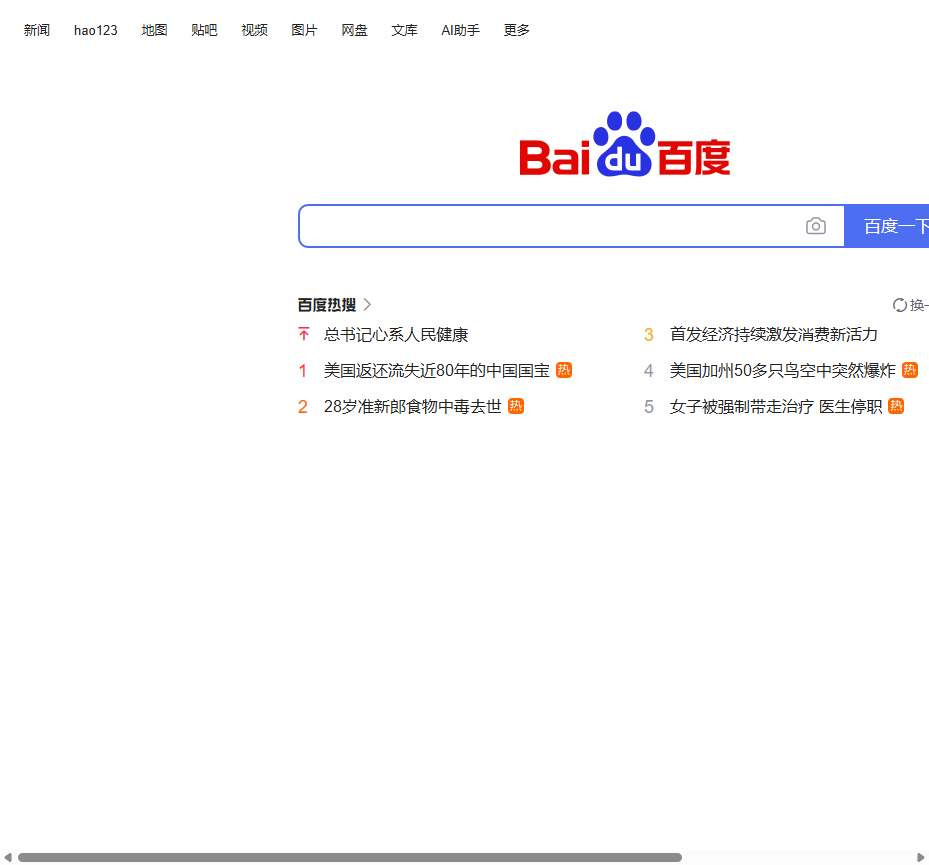 新闻 hao123 地图 贴吧 视频 图片 网盘 文库 AI助手 更多
Bai du 百度
百度一下
百度热搜
换一
总书记心系人民健康
1 美国返还流失近80年的中国国宝 热
2 28岁准新郎食物中毒去世 热
3 首发经济持续激发消费新活力
4 美国加州50多只鸟空中突然爆炸 热
5 女子被强制带走治疗 医生停职 热